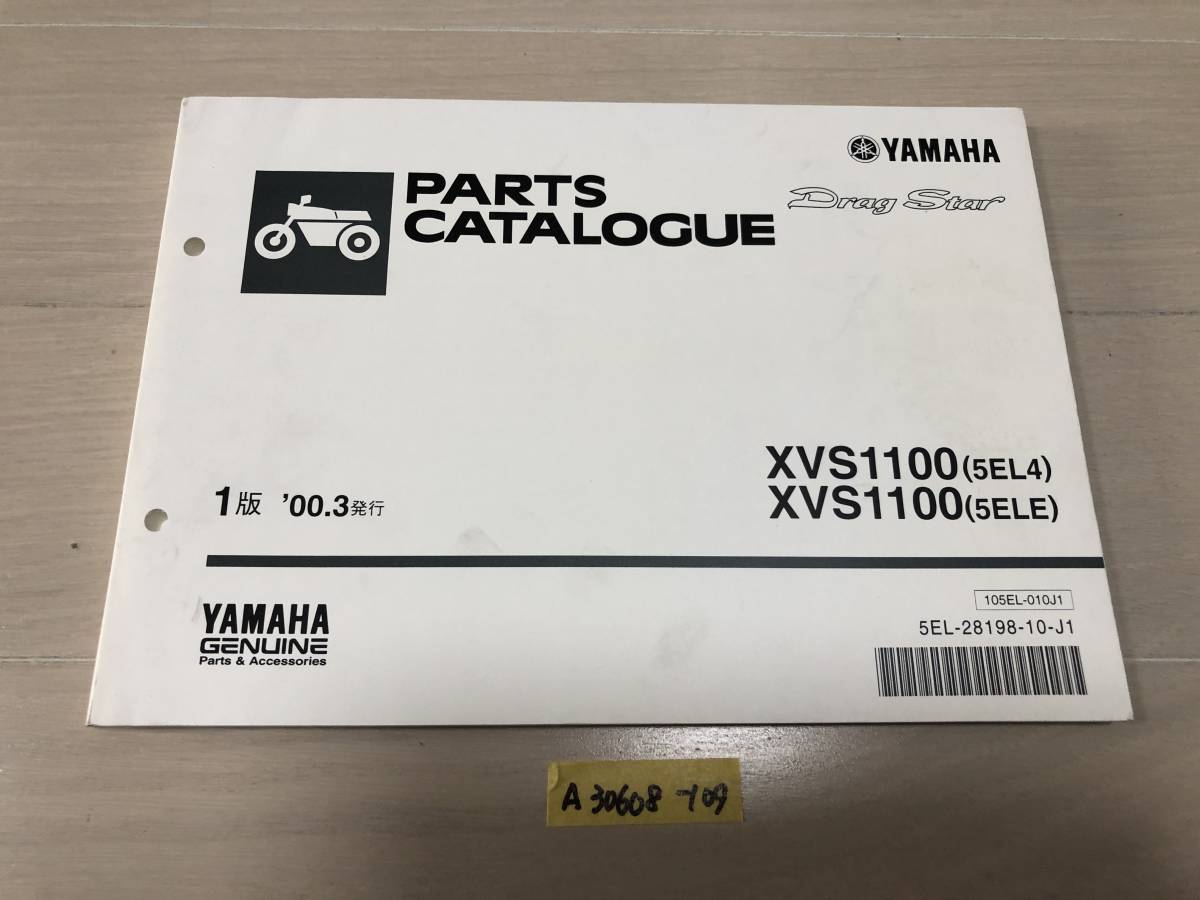 YAMAHA
PARTS
CATALOGUE
Drag Star
XVS1100(5EL4)
XVS1100(5ELE)
1版 '00.3発行
YAMAHA
GENUINE
Parts & Accessories
105EL-010J1
5EL-28198-10-J1
A30608-109